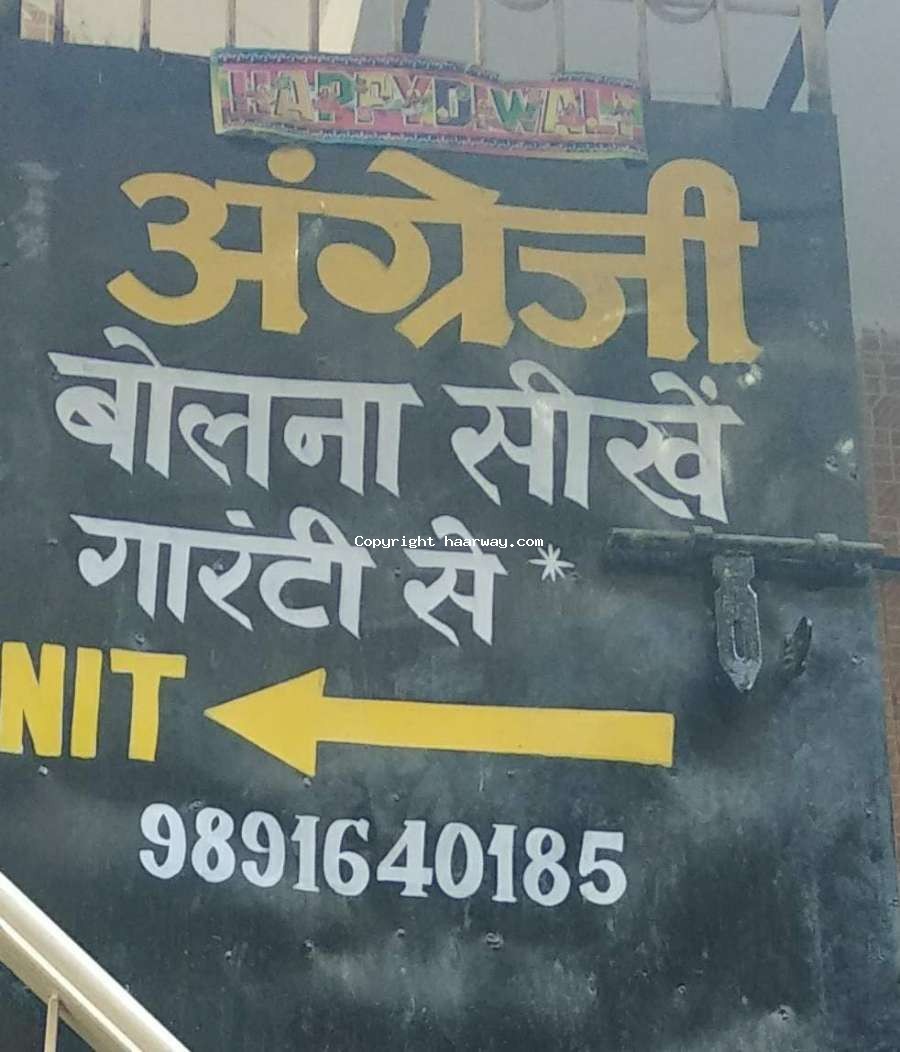 HAPPY DIWALI
अंग्रेजी
बोलना सीखें
गारंटी से *
Copyright haarway.com
NIT
9891640185